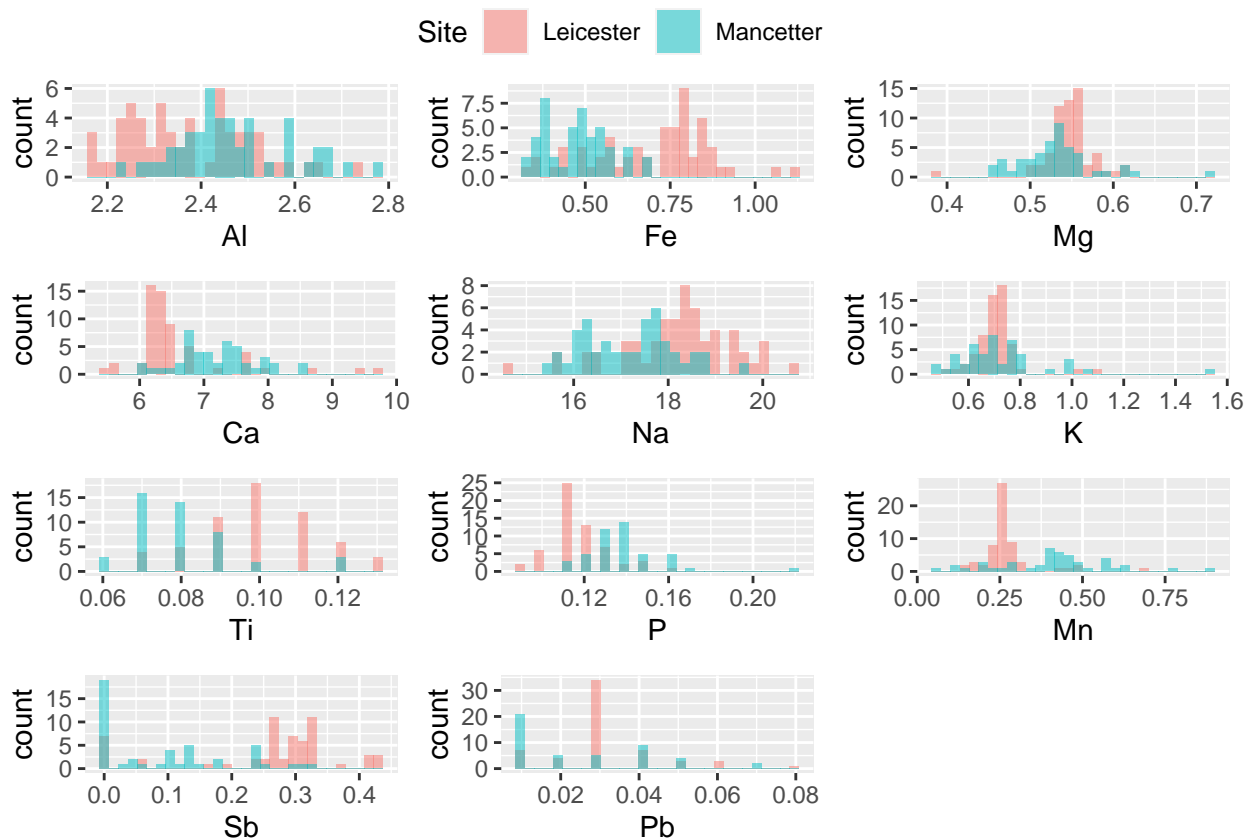 Site Leicester Mancetter
count 0 2 4 6
2.2 2.4 2.6 2.8
Al
count 0.0 2.5 5.0 7.5
0.50 0.75 1.00
Fe
count 0 5 10 15
0.4 0.5 0.6 0.7
Mg
count 0 5 10 15
6 7 8 9 10
Ca
count 0 2 4 6 8
16 18 20
Na
count 0 5 10 15
0.6 0.8 1.0 1.2 1.4 1.6
K
count 0 5 10 15
0.06 0.08 0.10 0.12
Ti
count 0 5 10 15 20 25
0.12 0.16 0.20
P
count 0 10 20
0.00 0.25 0.50 0.75
Mn
count 0 5 10 15
0.0 0.1 0.2 0.3 0.4
Sb
count 0 10 20 30
0.02 0.04 0.06 0.08
Pb